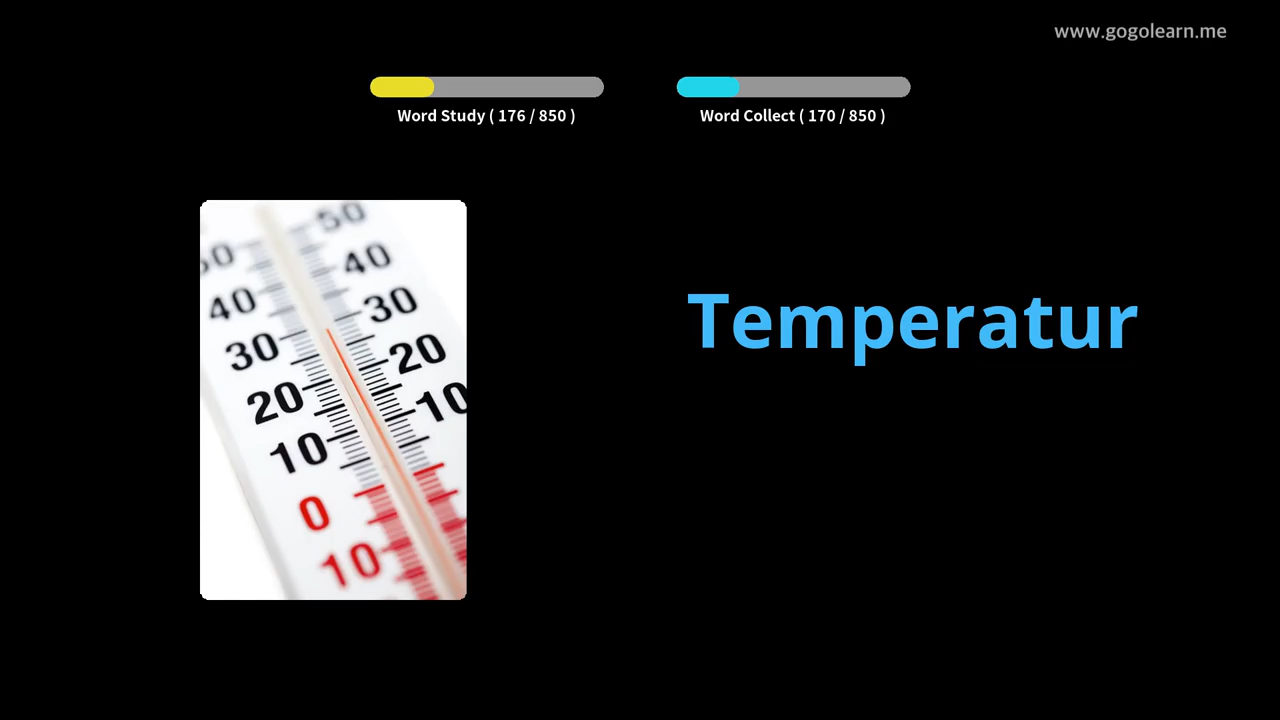 www.gogolearn.me
Word Study ( 176 / 850 )
Word Collect ( 170 / 850 )
Temperatur
50
50 40
40 30
30 20
20 10
10
0
10